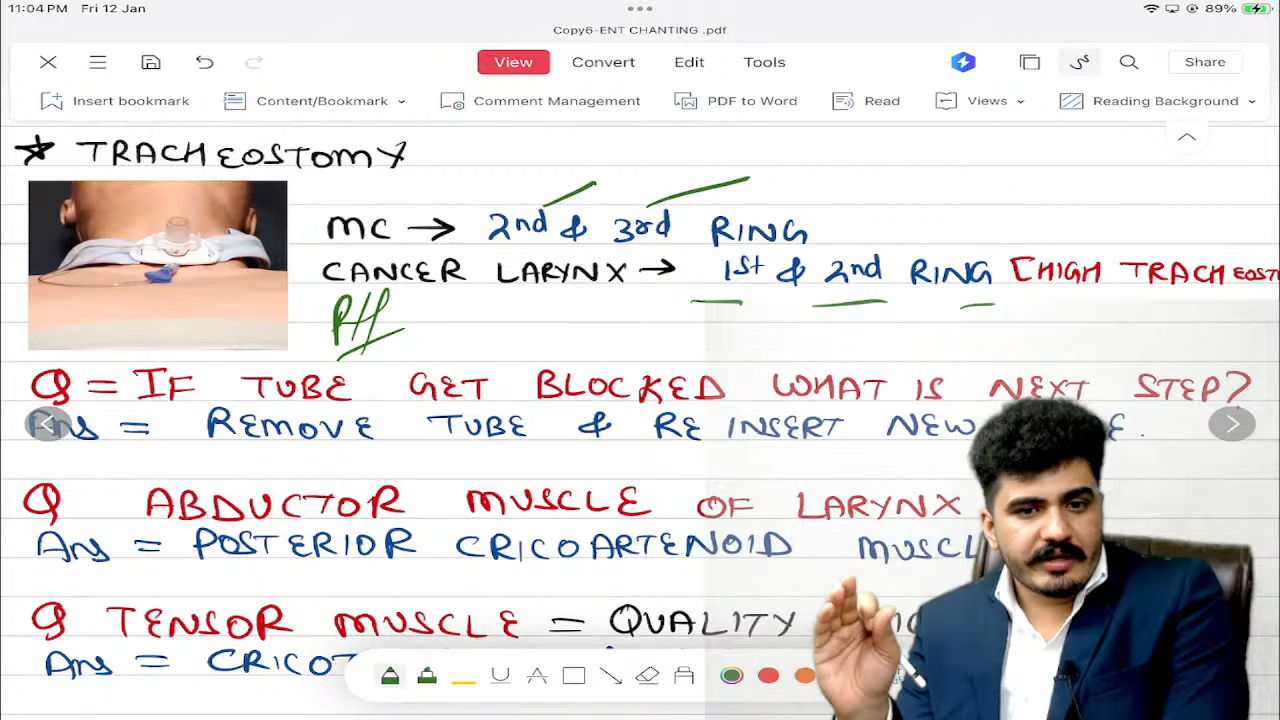 11:04 PM Fri 12 Jan 89%
Copy6-ENT CHANTING .pdf
View Convert Edit Tools Share
Insert bookmark Content/Bookmark Comment Management PDF to Word Read Views Reading Background
★ TRACHEOSTOMY
MC → 2nd & 3rd RING
CANCER LARYNX → 1st & 2nd RING [HIGH TRACHEOST
Q = IF TUBE GET BLOCKED WHAT IS NEXT STEP?
Ans = REMOVE TUBE & RE INSERT NEW
Q ABDUCTOR MUSCLE OF LARYNX
Ans = POSTERIOR CRICOARTENOID MUSCL
Q TENSOR MUSCLE = QUALITY
Ans = CRICOT